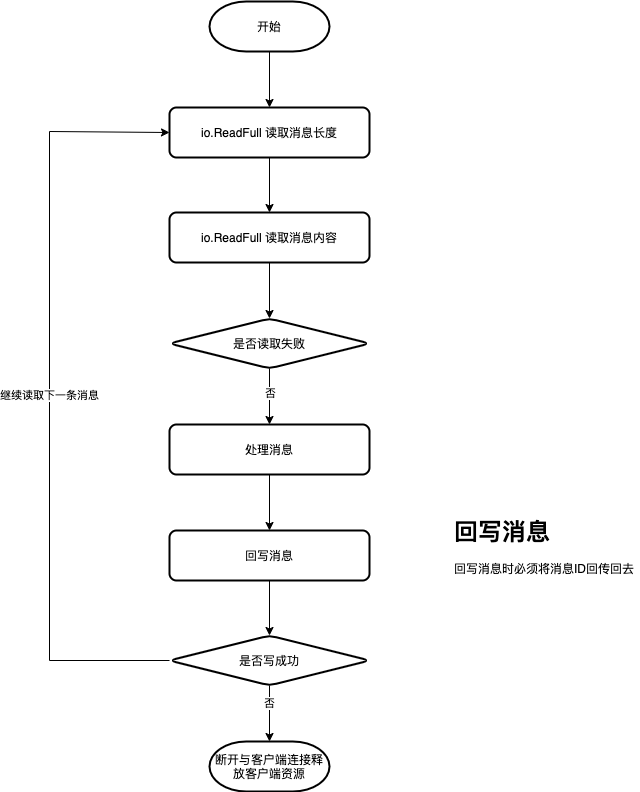 开始
io.ReadFull 读取消息长度
io.ReadFull 读取消息内容
是否读取失败
否
继续读取下一条消息
处理消息
回写消息
回写消息
回写消息时必须将消息ID回传回去
是否写成功
否
断开与客户端连接释
放客户端资源